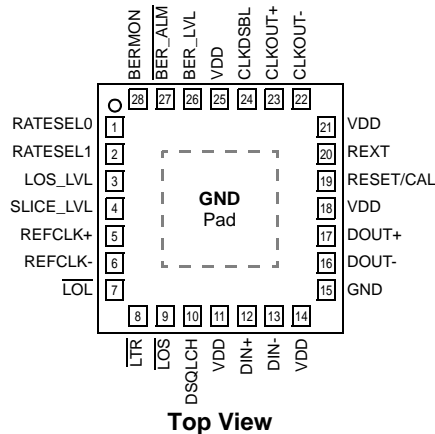 BERMON
BER_ALM
BER_LVL
VDD
CLKDSBL
CLKOUT+
CLKOUT-
28 27 26 25 24 23 22
RATESEL0 1
RATESEL1 2
LOS_LVL 3
SLICE_LVL 4
REFCLK+ 5
REFCLK- 6
LOL 7
GND
Pad
21 VDD
20 REXT
19 RESET/CAL
18 VDD
17 DOUT+
16 DOUT-
15 GND
8 9 10 11 12 13 14
LTR
LOS
DSQLCH
VDD
DIN+
DIN-
VDD
Top View